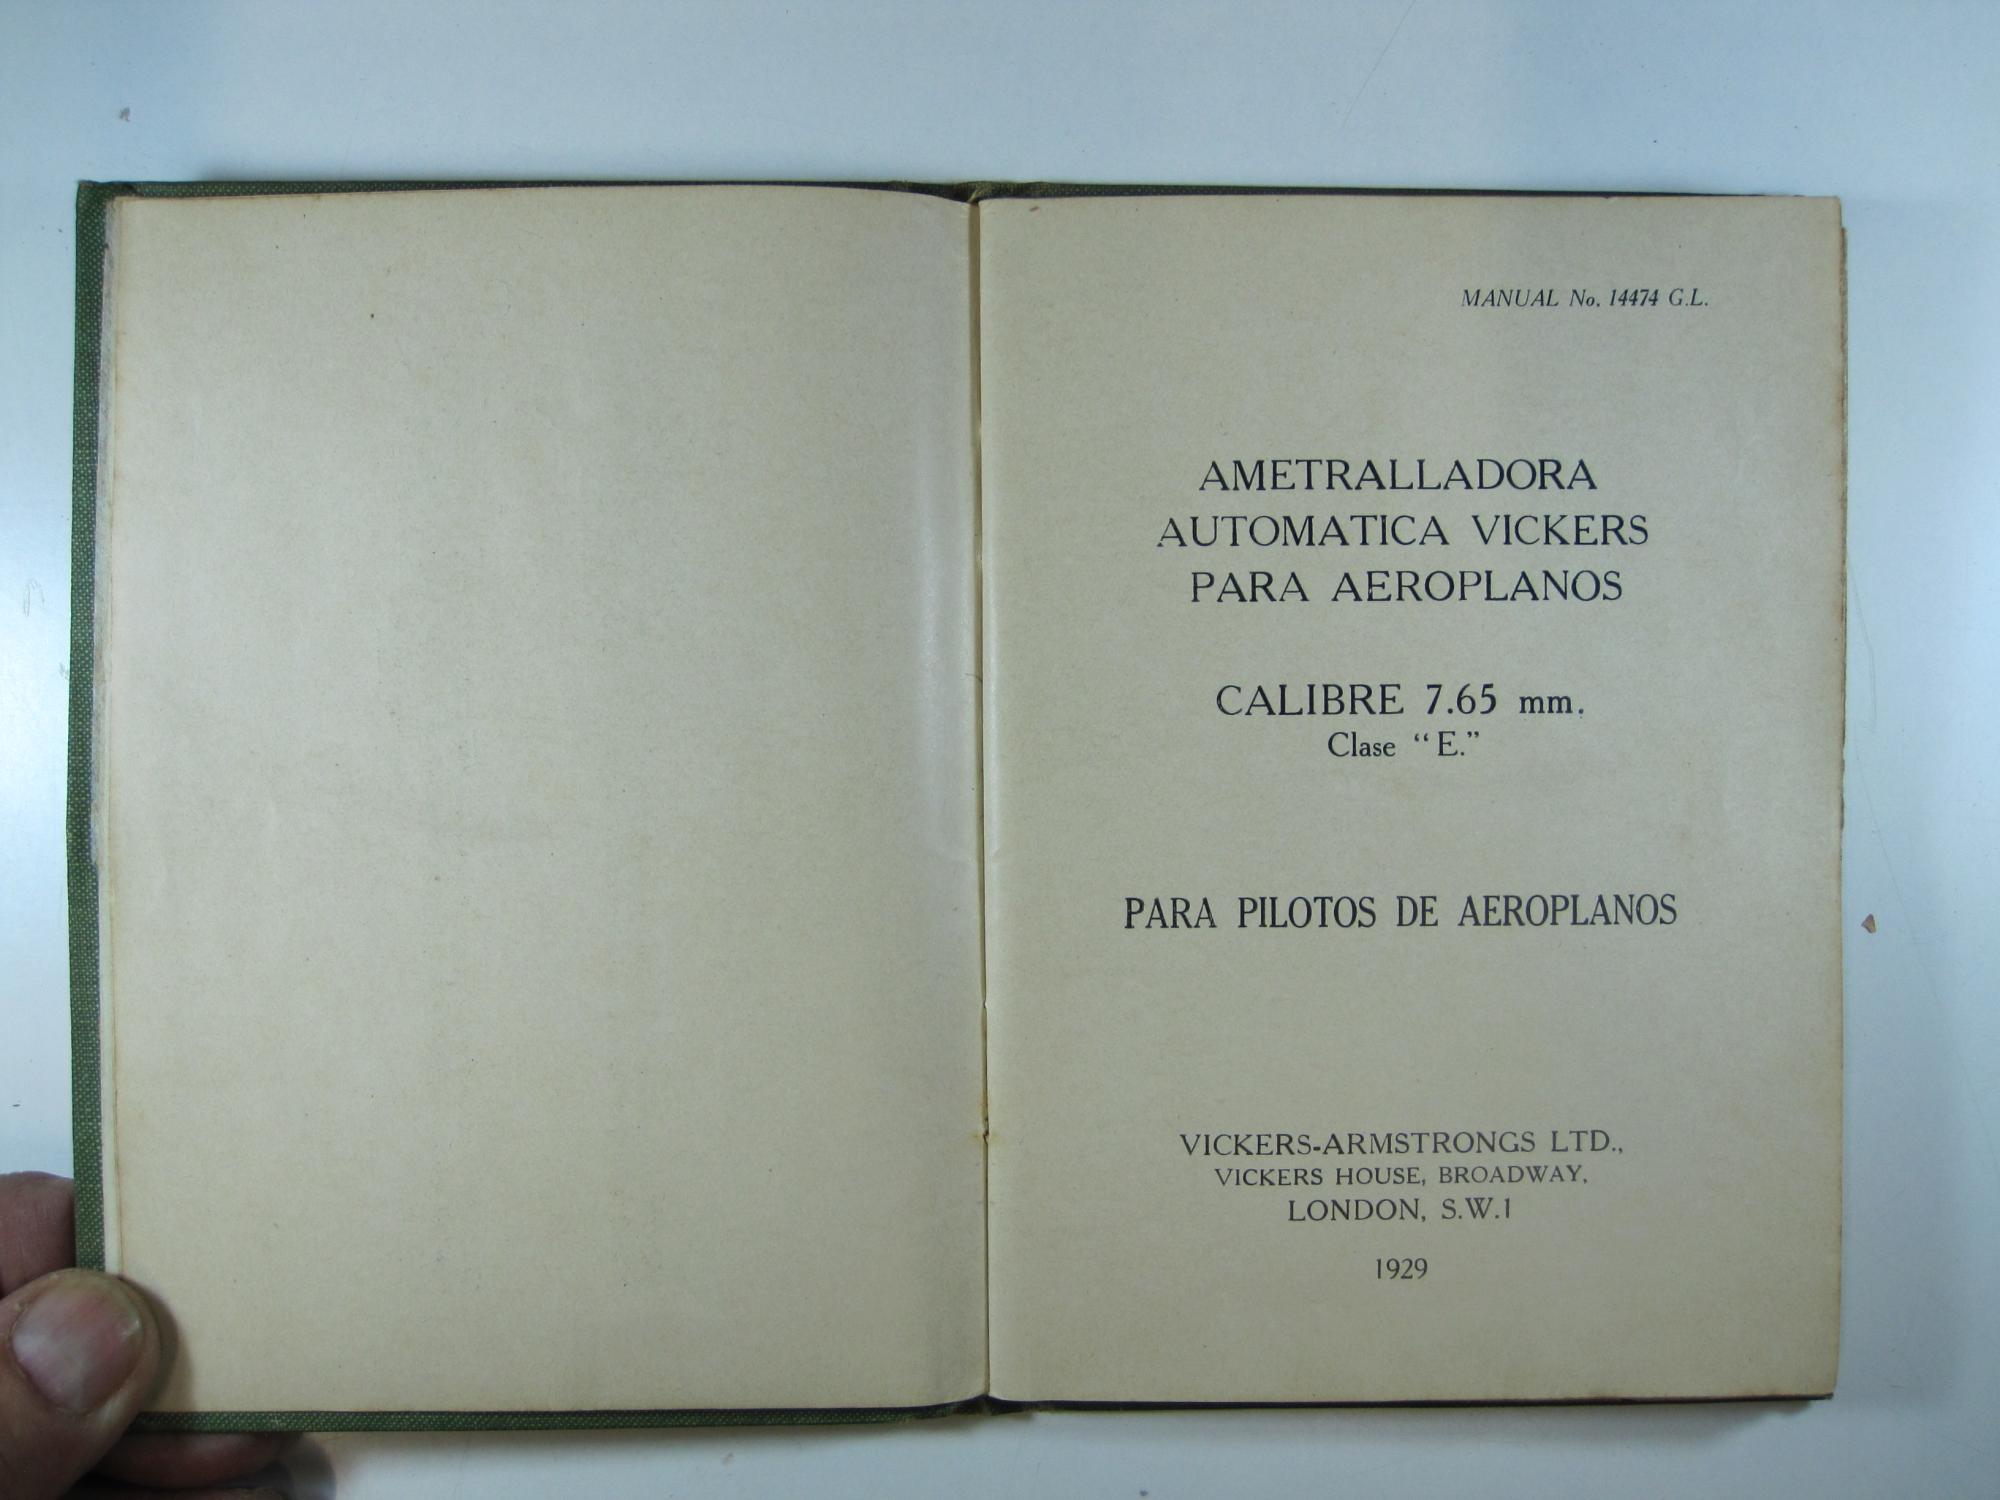 MANUAL No. 14474 G.L.
AMETRALLADORA
AUTOMATICA VICKERS
PARA AEROPLANOS
CALIBRE 7.65 mm.
Clase “E.”
PARA PILOTOS DE AEROPLANOS
VICKERS-ARMSTRONGS LTD.,
VICKERS HOUSE, BROADWAY,
LONDON, S.W.1
1929